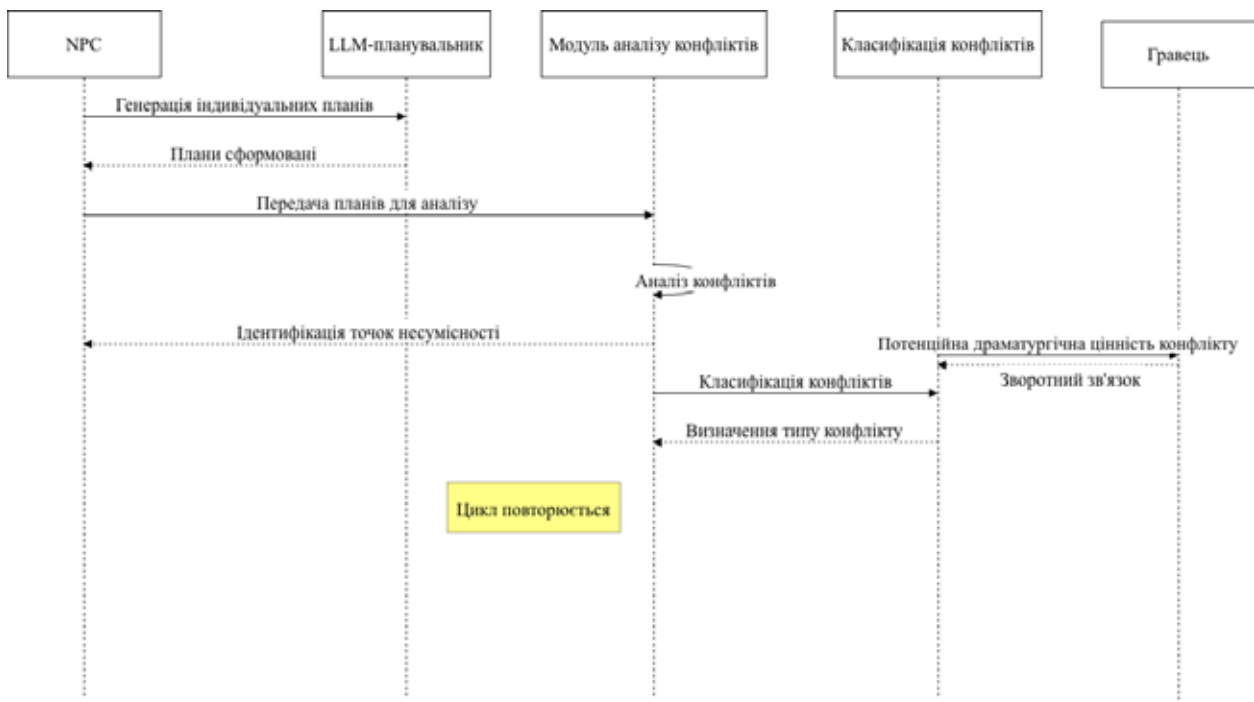 NPC
LLM-планувальник
Модуль аналізу конфліктів
Класифікація конфліктів
Гравець
Генерація індивідуальних планів
Плани сформовані
Передача планів для аналізу
Аналіз конфліктів
Ідентифікація точок несумісності
Потенційна драматургічна цінність конфлікту
Зворотний зв'язок
Класифікація конфліктів
Визначення типу конфлікту
Цикл повторюється